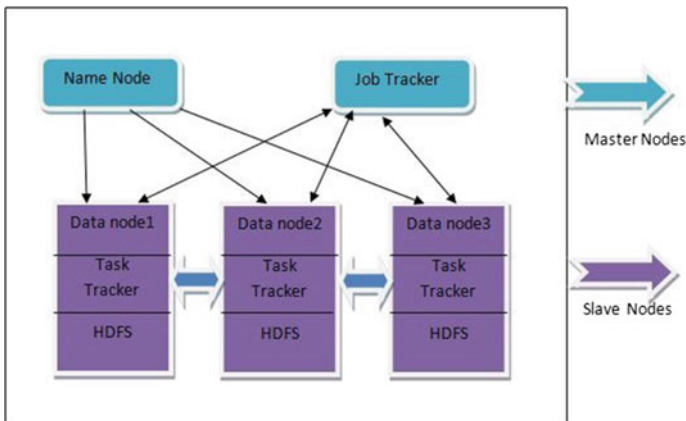 Name Node
Job Tracker
Master Nodes
Data node1
Data node2
Data node3
Task
Tracker
Task
Tracker
Task
Tracker
Slave Nodes
HDFS
HDFS
HDFS